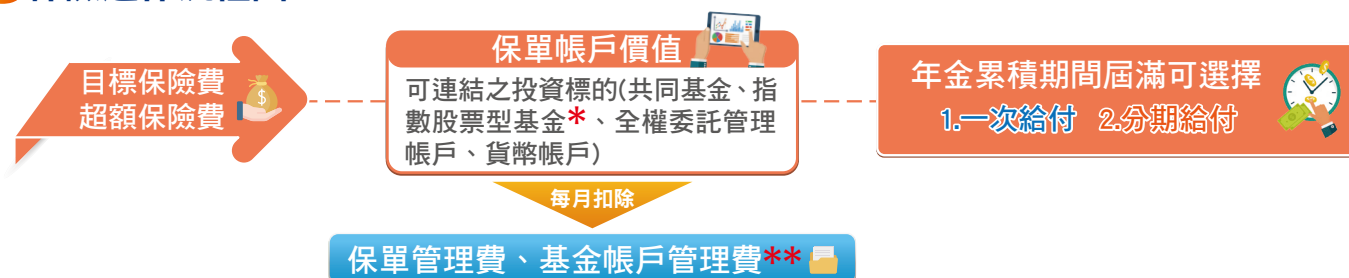 目標保險費
超額保險費
保單帳戶價值
可連結之投資標的(共同基金、指
數股票型基金*、全權委託管理
帳戶、貨幣帳戶)
年金累積期間屆滿可選擇
1.一次給付 2.分期給付
每月扣除
保單管理費、基金帳戶管理費**